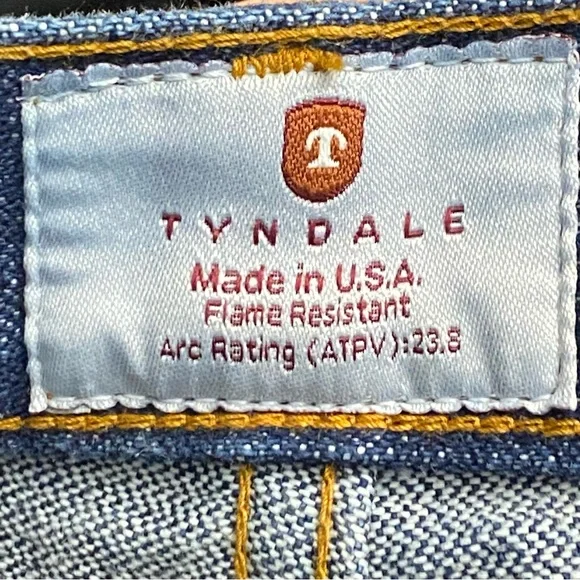 T
TYNDALE
Made in U.S.A.
Flame Resistant
Arc Rating (ATPV):23.8